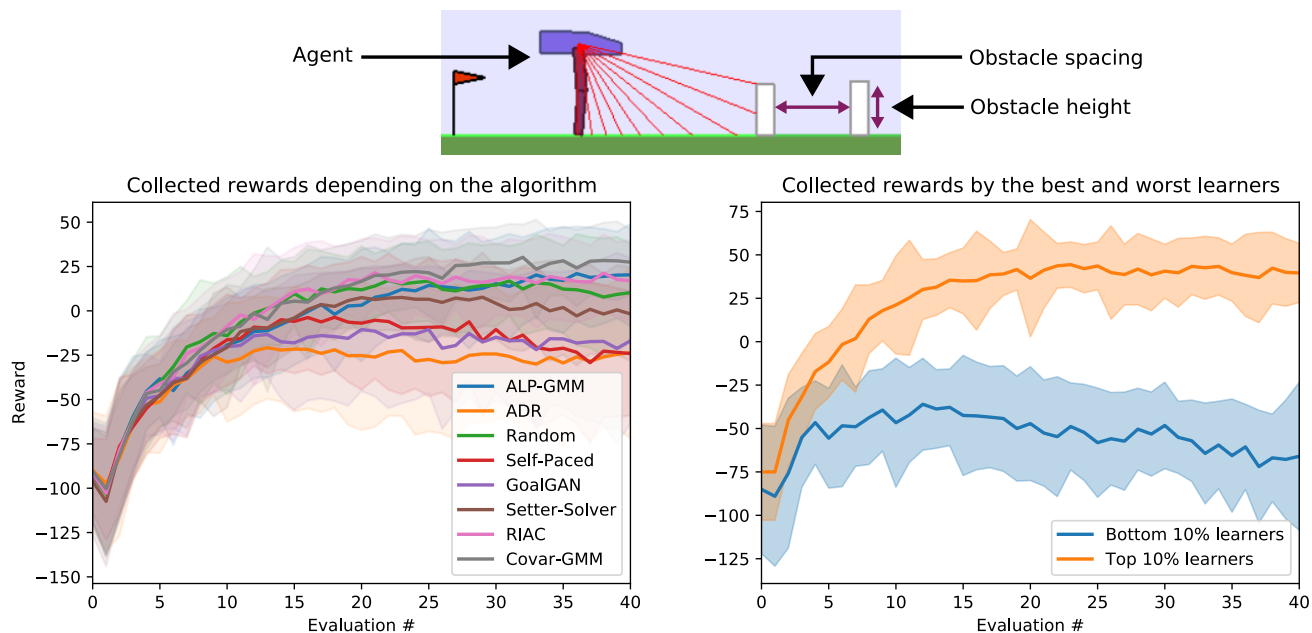 Agent
Obstacle spacing
Obstacle height
Collected rewards depending on the algorithm
50
25
0
−25
−50
−75
−100
−125
−150
Reward
ALP-GMM
ADR
Random
Self-Paced
GoalGAN
Setter-Solver
RIAC
Covar-GMM
0 5 10 15 20 25 30 35 40
Evaluation #
Collected rewards by the best and worst learners
75
50
25
0
−25
−50
−75
−100
−125
Bottom 10% learners
Top 10% learners
0 5 10 15 20 25 30 35 40
Evaluation #